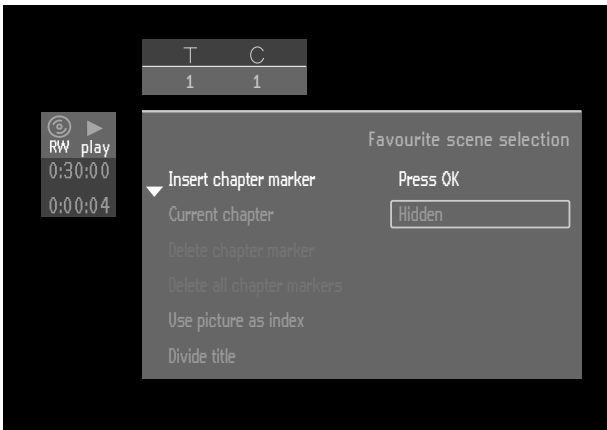 T C
1 1
RW play
0:30:00
0:00:04
Favourite scene selection
Insert chapter marker Press OK
Current chapter Hidden
Delete chapter marker
Delete all chapter markers
Use picture as index
Divide title